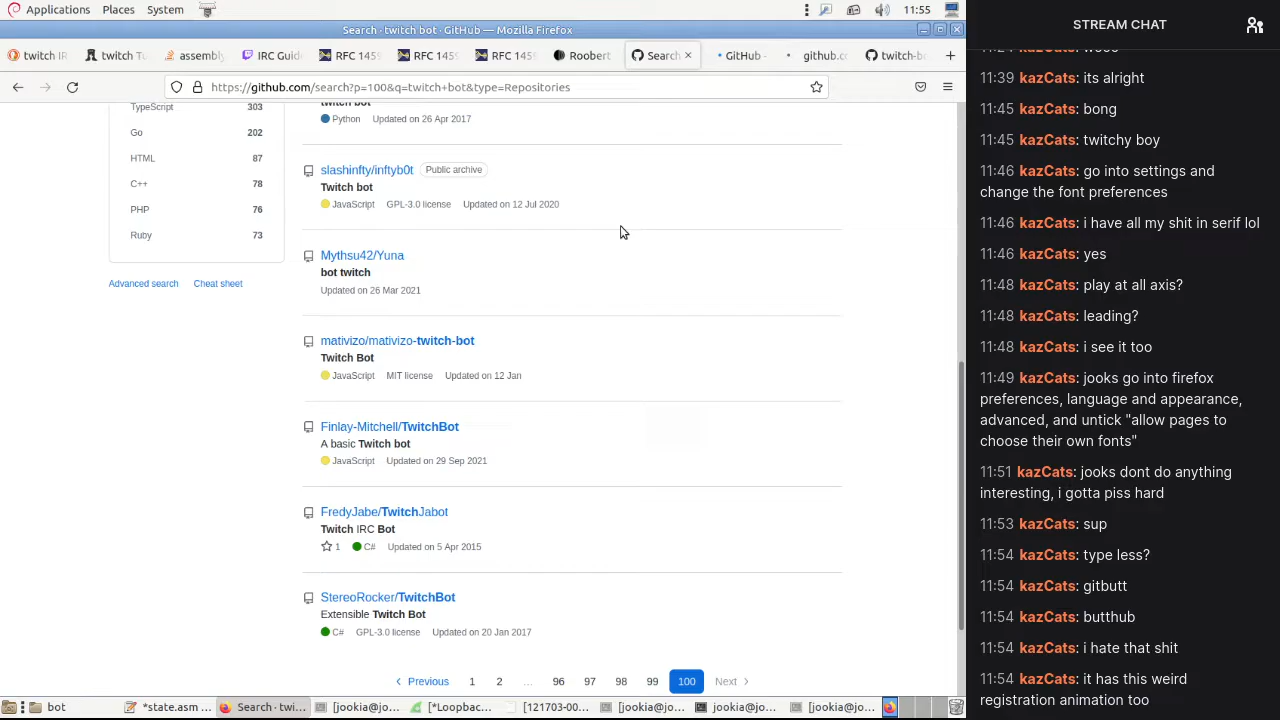 Applications Places System 11:55
Search · twitch bot · GitHub — Mozilla Firefox
twitch IR twitch Tu assembly IRC Guid RFC 1459 RFC 1459 RFC 1459 Roobert Search · GitHub · github.co twitch-bo
https://github.com/search?p=100&q=twitch+bot&type=Repositories
TypeScript 303
Go 202
HTML 87
C++ 78
PHP 76
Ruby 73
Advanced search Cheat sheet
twitch bot
Python Updated on 26 Apr 2017
slashinfty/inftyb0t Public archive
Twitch bot
JavaScript GPL-3.0 license Updated on 12 Jul 2020
Mythsu42/Yuna
bot twitch
Updated on 26 Mar 2021
mativizo/mativizo-twitch-bot
Twitch Bot
JavaScript MIT license Updated on 12 Jan
Finlay-Mitchell/TwitchBot
A basic Twitch bot
JavaScript Updated on 29 Sep 2021
FredyJabe/TwitchJabot
Twitch IRC Bot
1 C# Updated on 5 Apr 2015
StereoRocker/TwitchBot
Extensible Twitch Bot
C# GPL-3.0 license Updated on 20 Jan 2017
Previous 1 2 … 96 97 98 99 100 Next
bot *state.asm ... Search · twit... [jookia@jo... [*Loopbac... [121703-00... [jookia@jo... jookia@jo... [jookia@jo...
STREAM CHAT
11:39 kazCats: its alright
11:45 kazCats: bong
11:45 kazCats: twitchy boy
11:46 kazCats: go into settings and
change the font preferences
11:46 kazCats: i have all my shit in serif lol
11:46 kazCats: yes
11:48 kazCats: play at all axis?
11:48 kazCats: leading?
11:48 kazCats: i see it too
11:49 kazCats: jooks go into firefox
preferences, language and appearance,
advanced, and untick "allow pages to
choose their own fonts"
11:51 kazCats: jooks dont do anything
interesting, i gotta piss hard
11:53 kazCats: sup
11:54 kazCats: type less?
11:54 kazCats: gitbutt
11:54 kazCats: butthub
11:54 kazCats: i hate that shit
11:54 kazCats: it has this weird
registration animation too